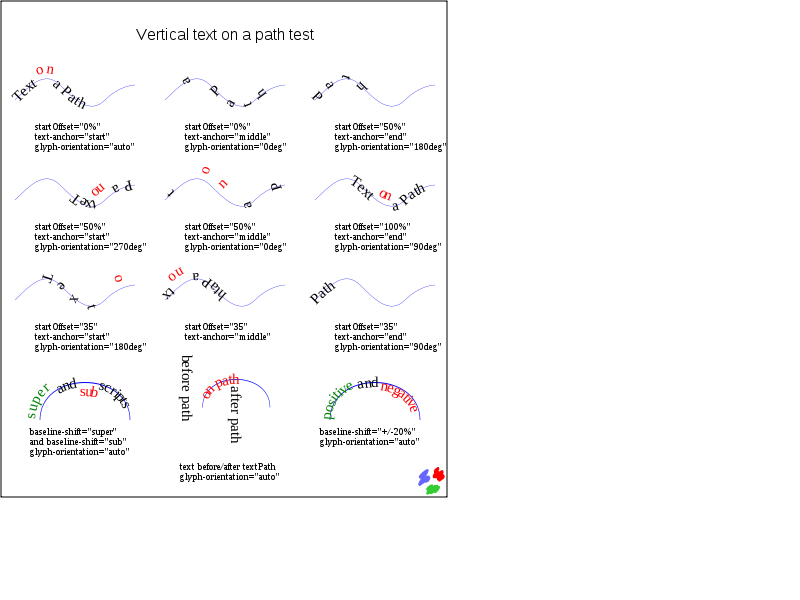 Vertical text on a path test
Text on a Path
a P a t h
P a t h
startOffset="0%"
text-anchor="start"
glyph-orientation="auto"
startOffset="0%"
text-anchor="middle"
glyph-orientation="0deg"
startOffset="50%"
text-anchor="end"
glyph-orientation="180deg"
Text on a P
t o n a P
Text on a Path
startOffset="50%"
text-anchor="start"
glyph-orientation="270deg"
startOffset="50%"
text-anchor="middle"
glyph-orientation="0deg"
startOffset="100%"
text-anchor="end"
glyph-orientation="90deg"
T e x t o
xt on a Path
Path
startOffset="35"
text-anchor="start"
glyph-orientation="180deg"
startOffset="35"
text-anchor="middle"
startOffset="35"
text-anchor="end"
glyph-orientation="90deg"
super and sub scripts
before path on path after path
positive and negative
baseline-shift="super"
and baseline-shift="sub"
glyph-orientation="auto"
text before/after textPath
glyph-orientation="auto"
baseline-shift="+/-20%"
glyph-orientation="auto"